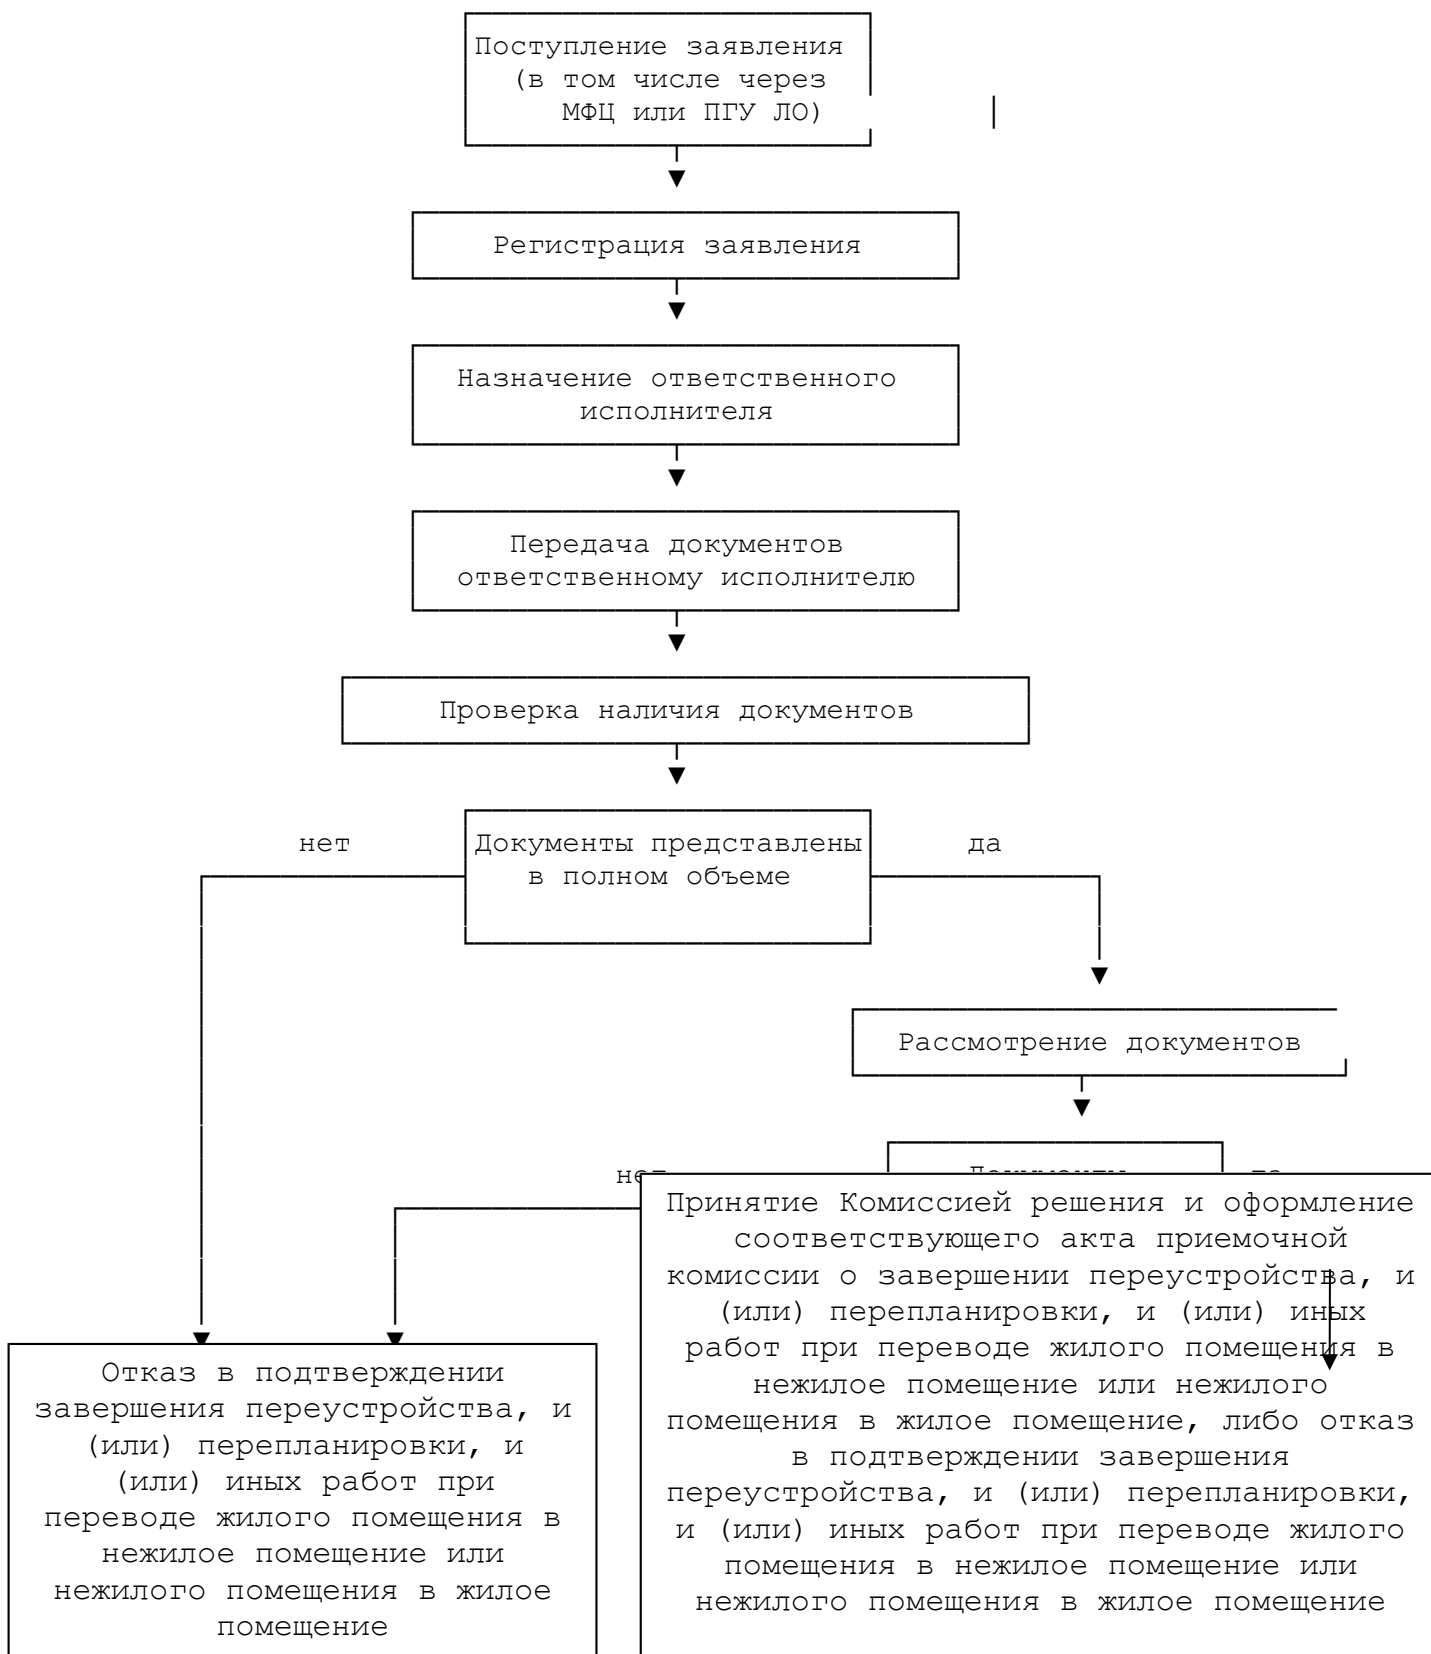 Поступление заявления
(в том числе через
МФЦ или ПГУ ЛО)
Регистрация заявления
Назначение ответственного
исполнителя
Передача документов
ответственному исполнителю
Проверка наличия документов
нет
Документы представлены
в полном объеме
да
Рассмотрение документов
Принятие Комиссией решения и оформление
соответствующего акта приемочной
комиссии о завершении переустройства, и
(или) перепланировки, и (или) иных
работ при переводе жилого помещения в
нежилое помещение или нежилого
помещения в жилое помещение, либо отказ
в подтверждении завершения
переустройства, и (или) перепланировки,
и (или) иных работ при переводе жилого
помещения в нежилое помещение или
нежилого помещения в жилое помещение
Отказ в подтверждении
завершения переустройства, и
(или) перепланировки, и
(или) иных работ при
переводе жилого помещения в
нежилое помещение или
нежилого помещения в жилое
помещение